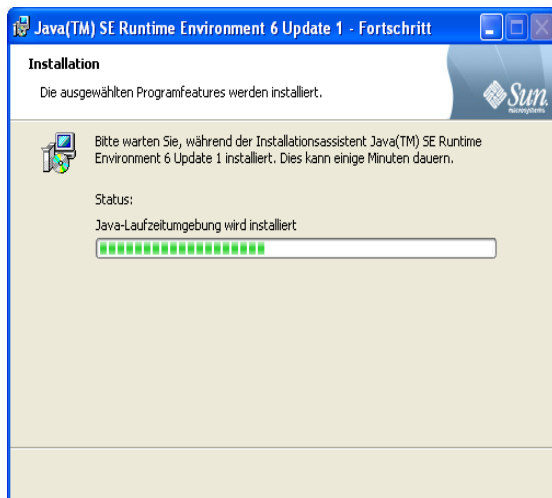 Java(TM) SE Runtime Environment 6 Update 1 - Fortschritt
Installation
Die ausgewählten Programfeatures werden installiert.
Sun
microsystems
Bitte warten Sie, während der Installationsassistent Java(TM) SE Runtime
Environment 6 Update 1 installiert. Dies kann einige Minuten dauern.
Status:
Java-Laufzeitumgebung wird installiert